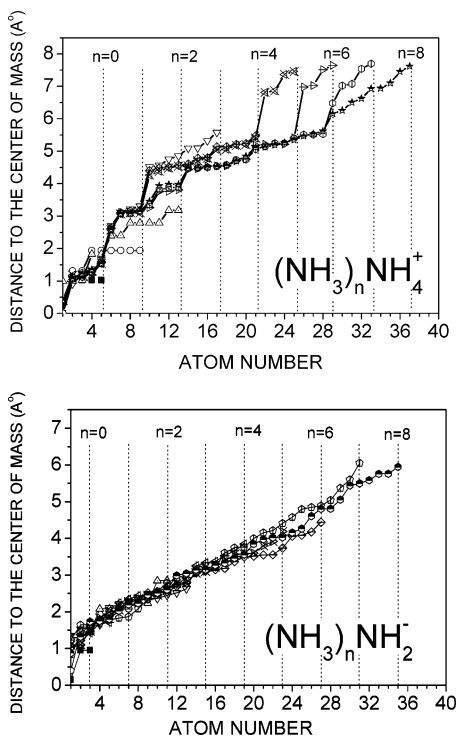 DISTANCE TO THE CENTER OF MASS (A°)
n=0 n=2 n=4 n=6 n=8
8
7
6
5
4
3
2
1
0
(NH3)nNH4+
0 4 8 12 16 20 24 28 32 36 40
ATOM NUMBER
DISTANCE TO THE CENTER OF MASS (A°)
n=0 n=2 n=4 n=6 n=8
7
6
5
4
3
2
1
0
(NH3)nNH2-
4 8 12 16 20 24 28 32 36 40
ATOM NUMBER